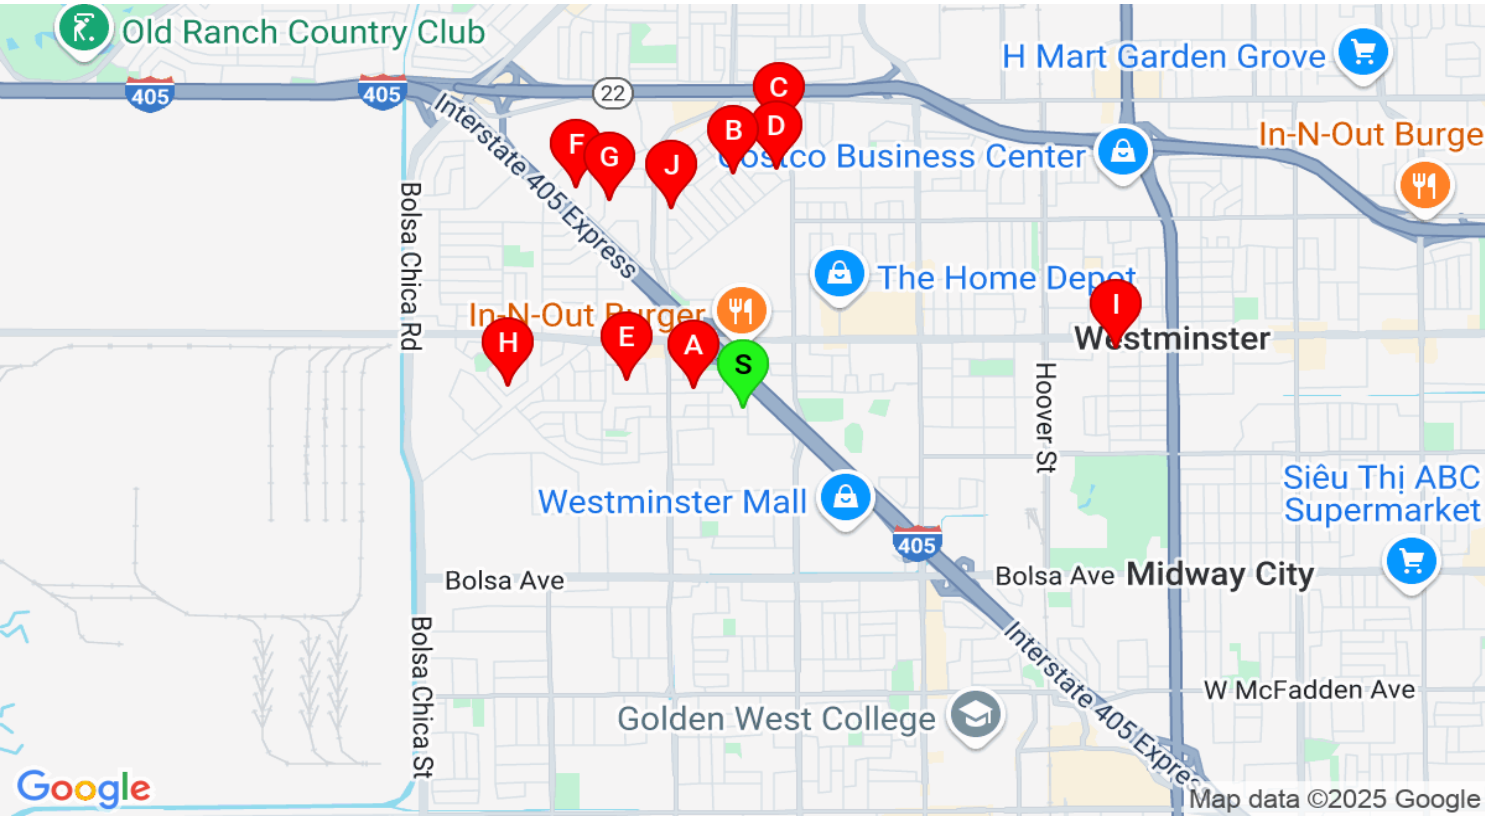 Old Ranch Country Club
H Mart Garden Grove
405
405
22
C
Interstate 405 Express
F
G
J
B
D
Costco Business Center
In-N-Out Burge
Bolsa Chica Rd
The Home Depot
In-N-Out Burger
H
E
A
S
I
Westminster
Hoover St
Westminster Mall
Siêu Thị ABC
Supermarket
405
Bolsa Ave
Bolsa Ave
Midway City
Bolsa Chica St
Interstate 405 Express
W McFadden Ave
Golden West College
Google
Map data ©2025 Google